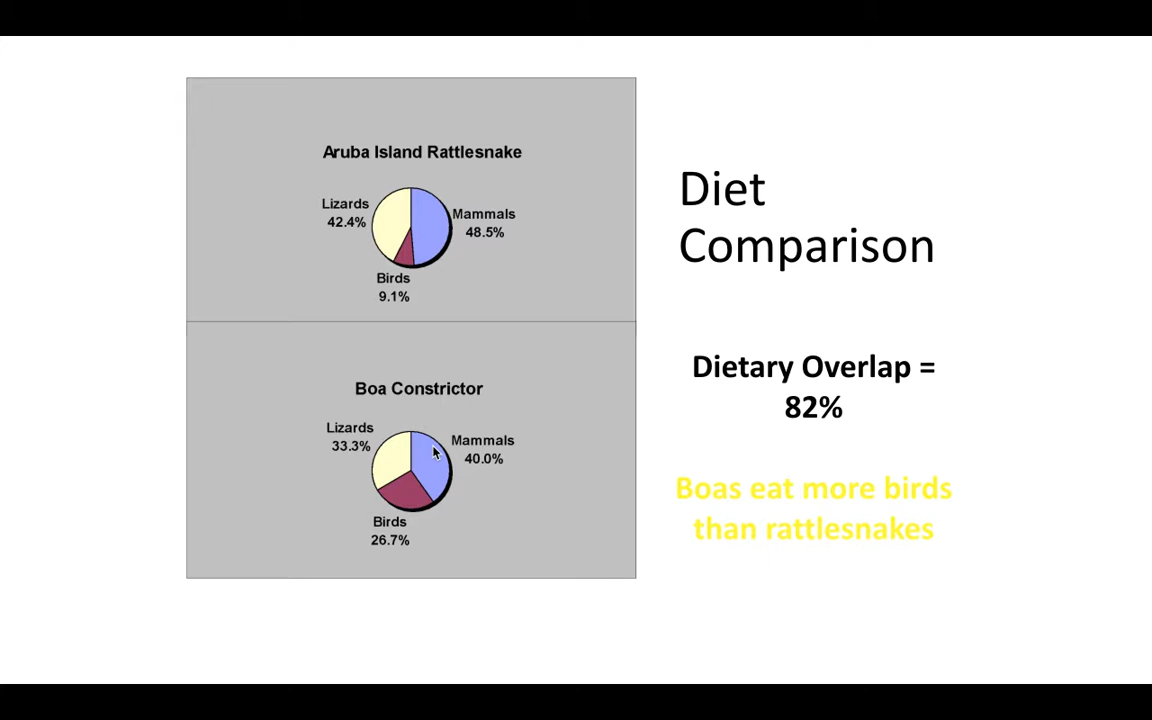 Aruba Island Rattlesnake
Lizards
42.4%
Mammals
48.5%
Birds
9.1%
Boa Constrictor
Lizards
33.3%
Mammals
40.0%
Birds
26.7%
Diet
Comparison
Dietary Overlap =
82%
Boas eat more birds
than rattlesnakes